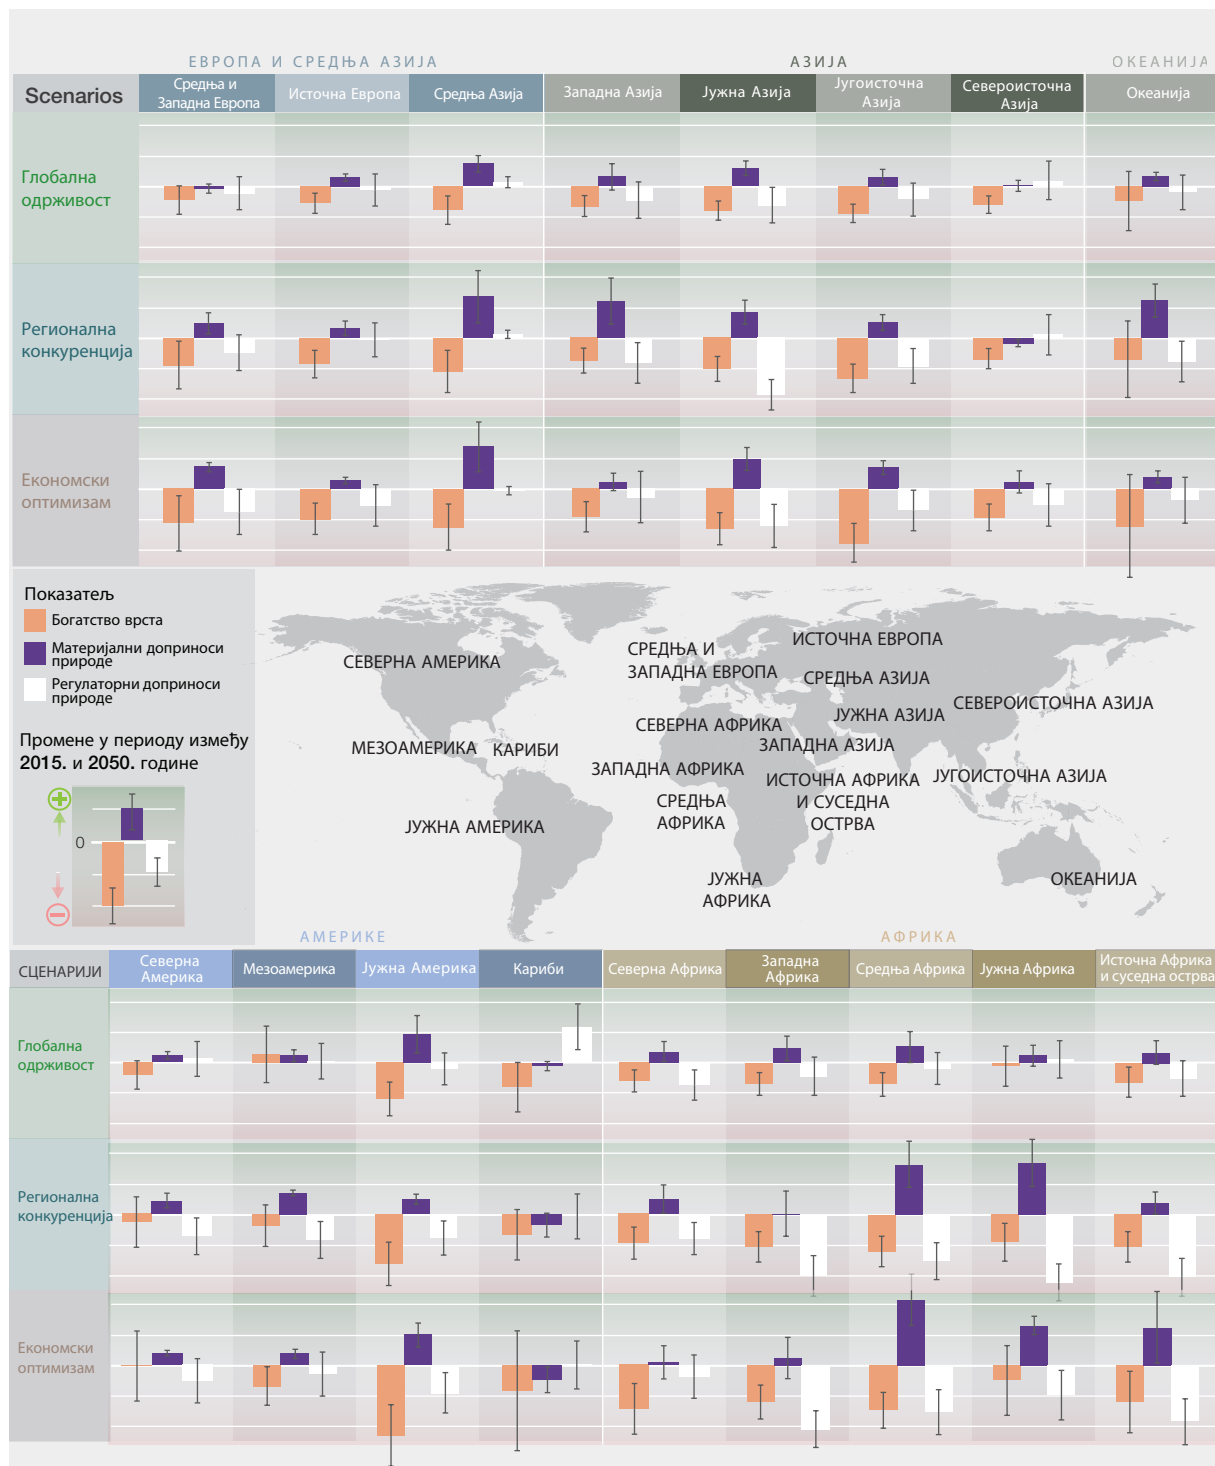 ЕВРОПА И СРЕДЊА АЗИЈА
АЗИЈА
ОКЕАНИЈА
Scenarios
Средња и
Западна Европа
Источна Европа
Средња Азија
Западна Азија
Јужна Азија
Југоисточна
Азија
Североисточна
Азија
Океанија
Глобална
одрживост
Регионална
конкуренција
Економски
оптимизам
Показатељ
Богатство врста
Материјални доприноси
природе
Регулаторни доприноси
природе
Промене у периоду између
2015. и 2050. године
0
СЕВЕРНА АМЕРИКА
МЕЗОАМЕРИКА
КАРИБИ
ЈУЖНА АМЕРИКА
СРЕДЊА И
ЗАПАДНА ЕВРОПА
ИСТОЧНА ЕВРОПА
СРЕДЊА АЗИЈА
СЕВЕРОИСТОЧНА АЗИЈА
ЈУЖНА АЗИЈА
СЕВЕРНА АФРИКА
ЗАПАДНА АЗИЈА
ЗАПАДНА АФРИКА
ИСТОЧНА АФРИКА
И СУСЕДНА
ОСТРВА
ЈУГОИСТОЧНА АЗИЈА
СРЕДЊА
АФРИКА
ЈУЖНА
АФРИКА
ОКЕАНИЈА
АМЕРИКЕ
АФРИКА
СЦЕНАРИЈИ
Северна
Америка
Мезоамерика
Јужна Америка
Кариби
Северна Африка
Западна
Африка
Средња Африка
Јужна Африка
Источна Африка
и суседна острва
Глобална
одрживост
Регионална
конкуренција
Економски
оптимизам